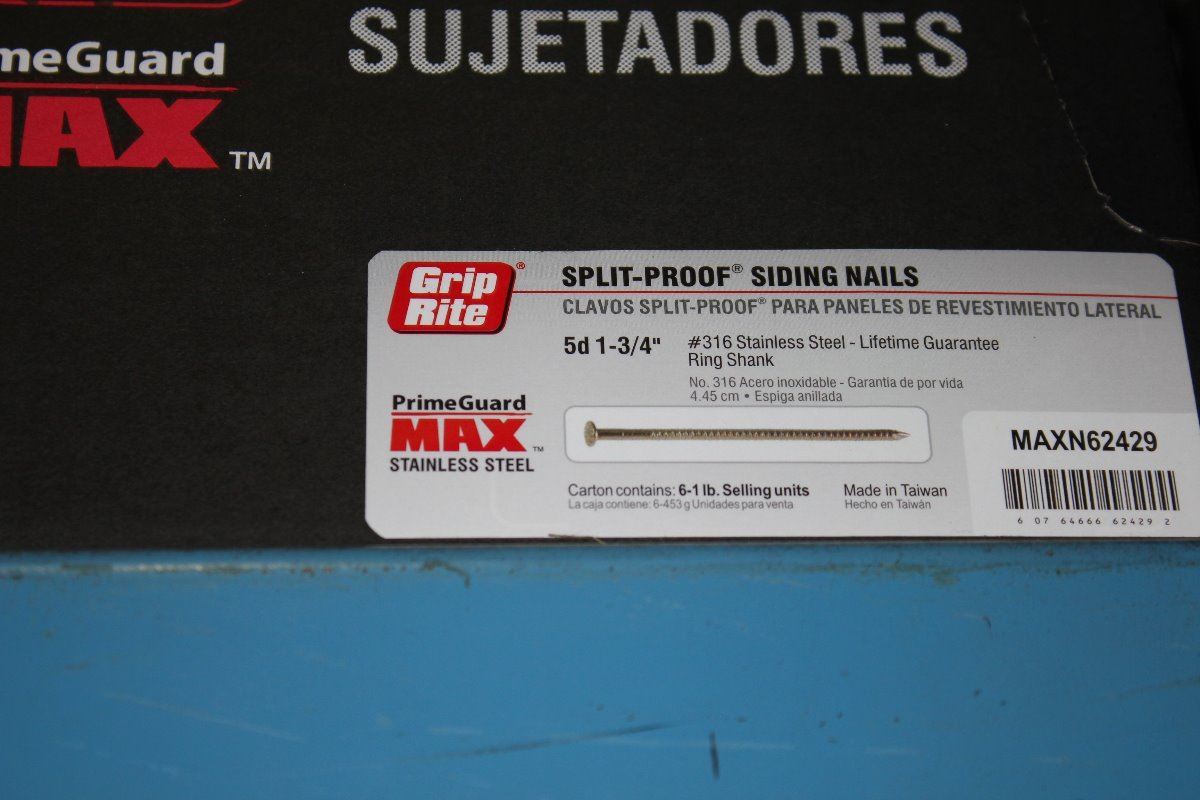 SUJETADORES
meGuard
MAX™
Grip Rite®
SPLIT-PROOF® SIDING NAILS
CLAVOS SPLIT-PROOF® PARA PANELES DE REVESTIMIENTO LATERAL
5d 1-3/4" #316 Stainless Steel - Lifetime Guarantee
Ring Shank
No. 316 Acero inoxidable - Garantia de por vida
4.45 cm • Espiga anillada
PrimeGuard
MAX™
STAINLESS STEEL
Carton contains: 6-1 lb. Selling units
La caja contiene: 6-453 g Unidades para venta
Made in Taiwan
Hecho en Taiwán
MAXN62429
6 07 64666 62429 2